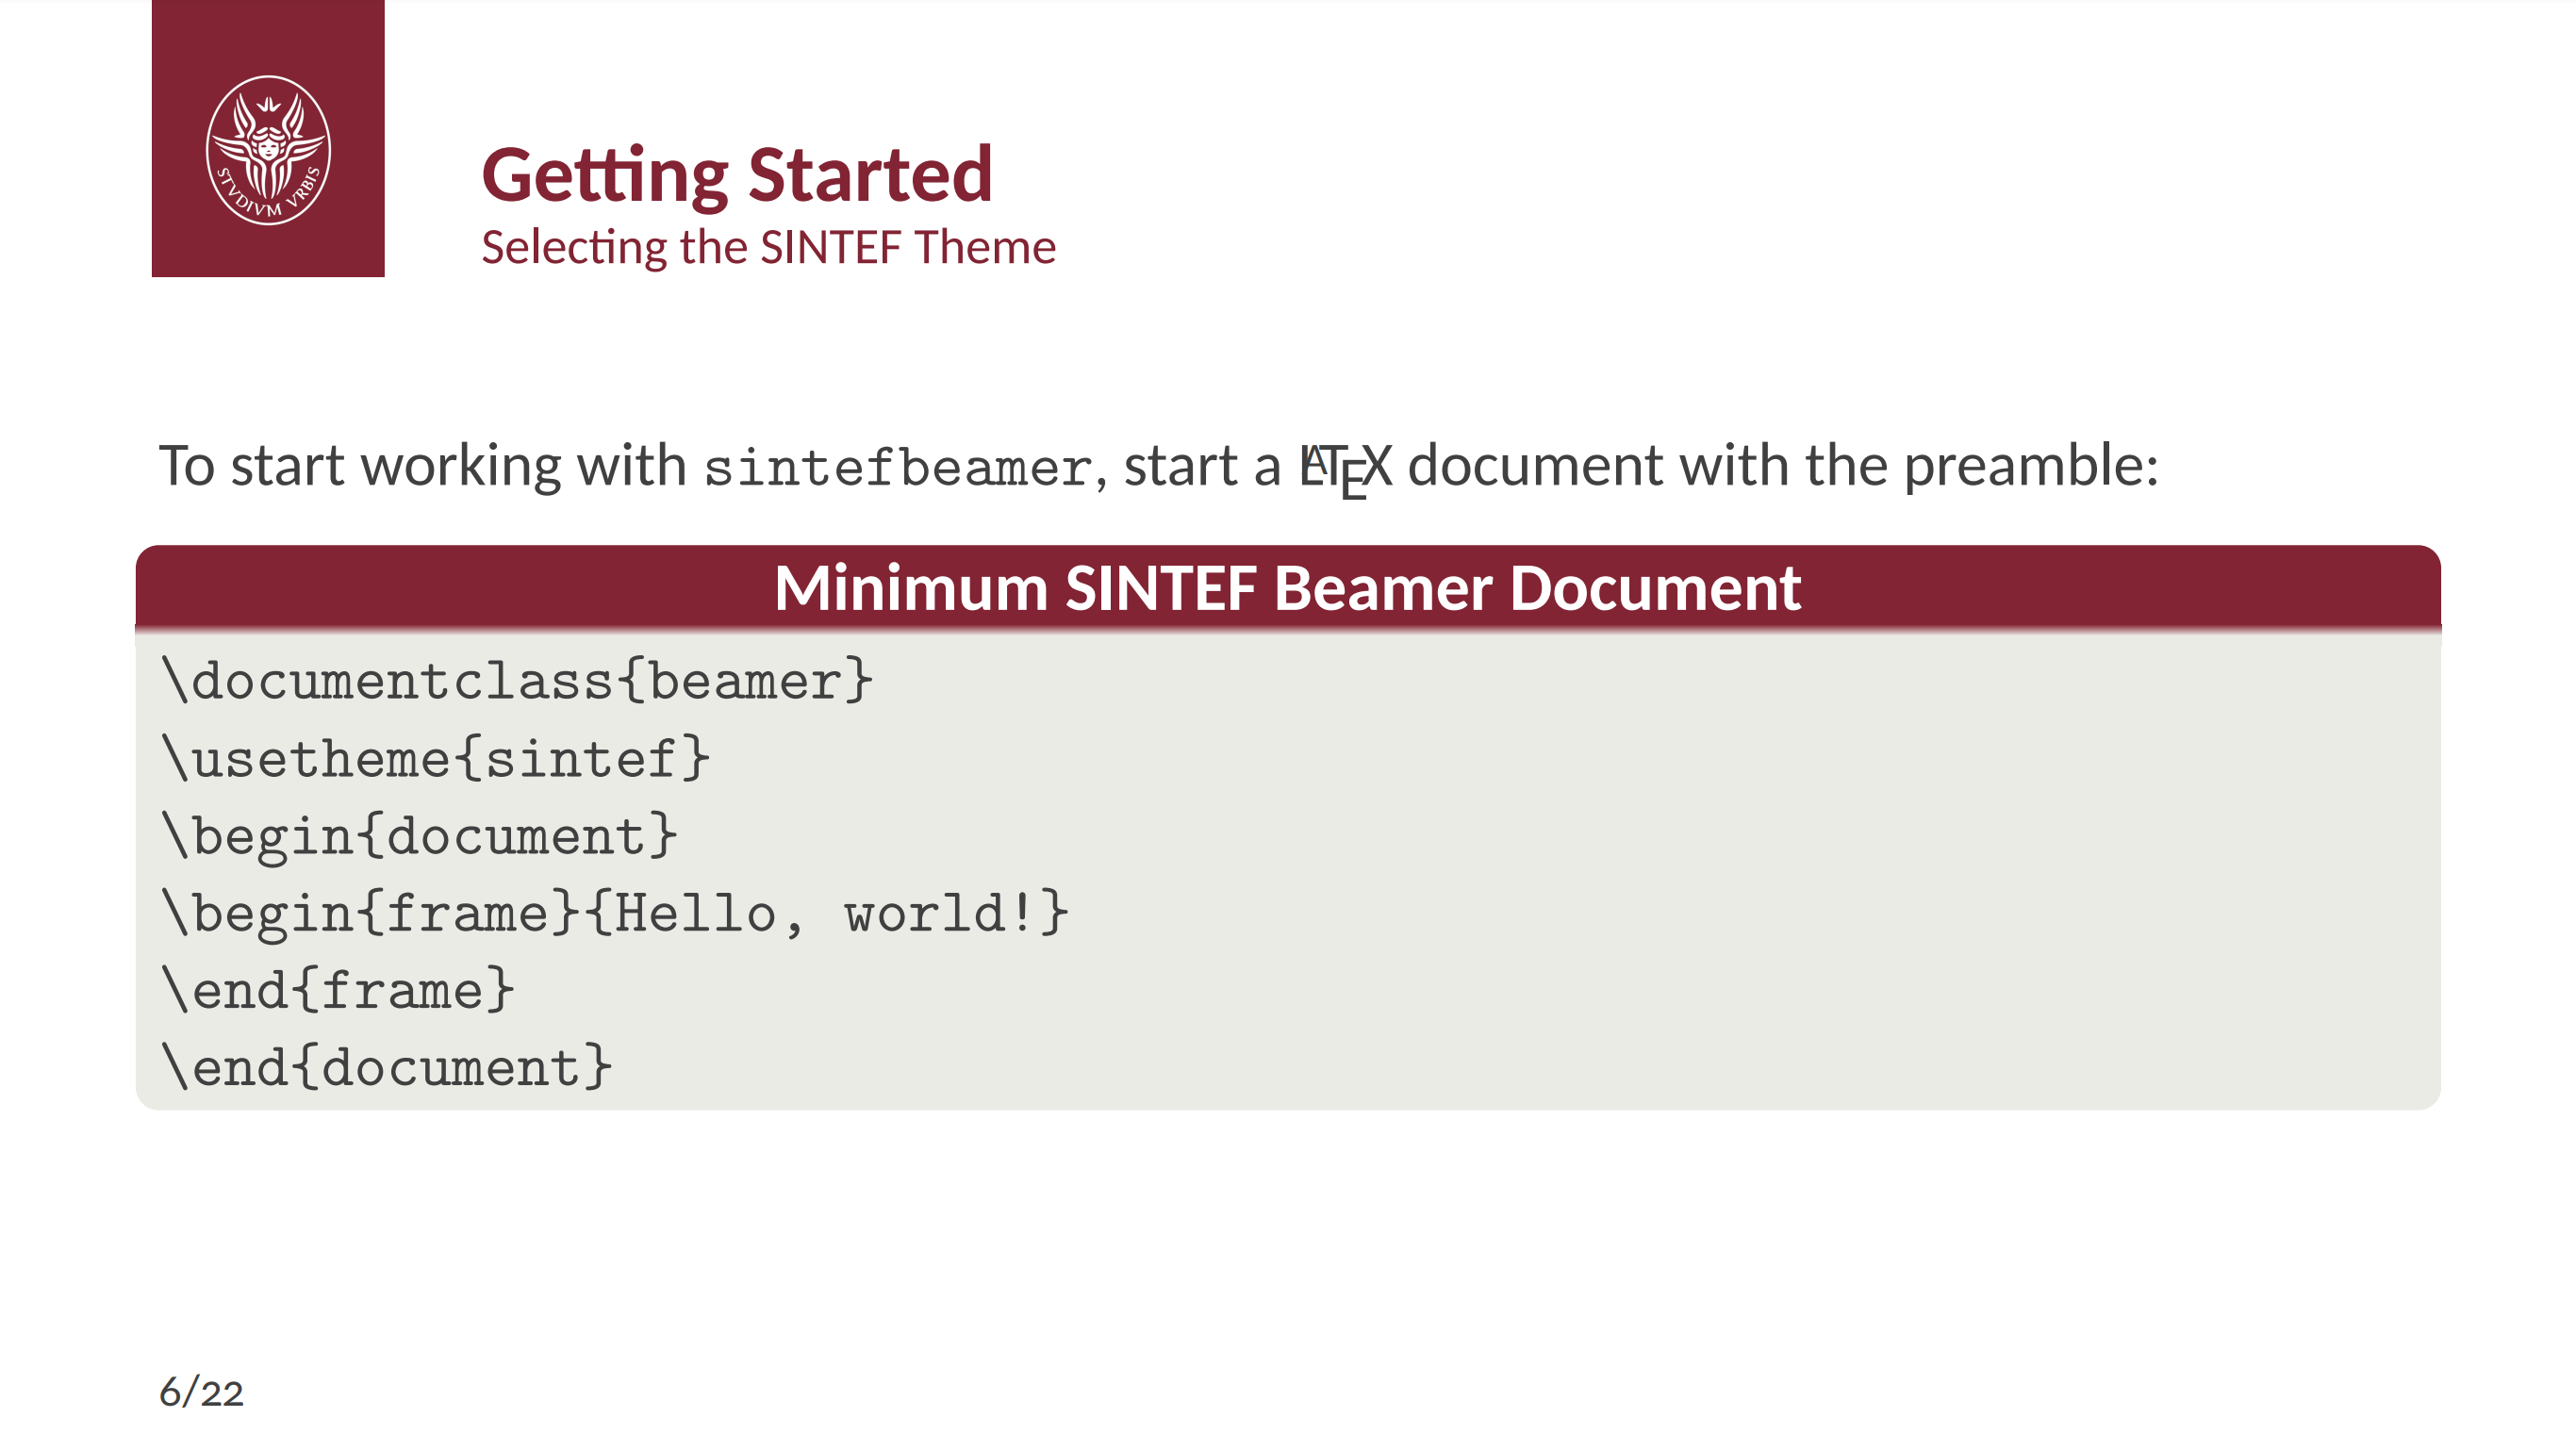 STVDIVM VRBIS
Getting Started
Selecting the SINTEF Theme
To start working with sintefbeamer, start a LATEX document with the preamble:
Minimum SINTEF Beamer Document
\documentclass{beamer}
\usetheme{sintef}
\begin{document}
\begin{frame}{Hello, world!}
\end{frame}
\end{document}
6/22